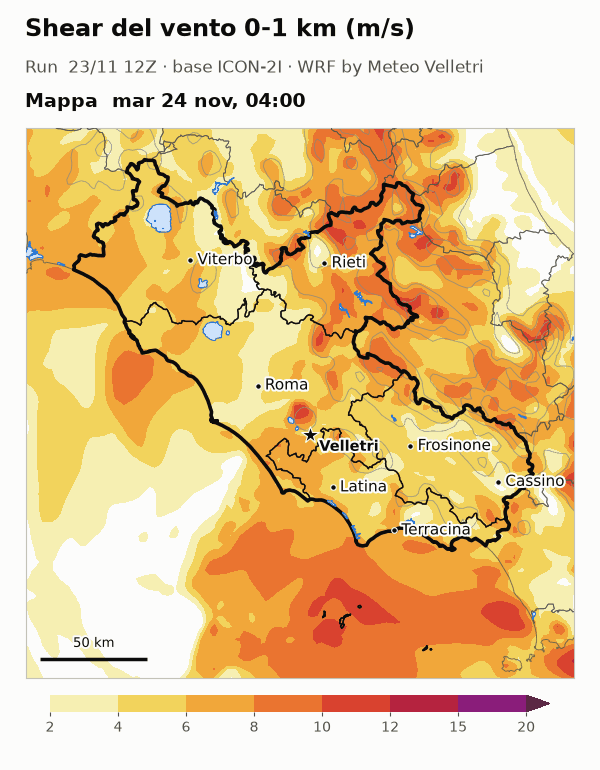 Shear del vento 0-1 km (m/s)
Run  23/11 12Z · base ICON-2I · WRF by Meteo Velletri
Mappa  mar 24 nov, 04:00
Viterbo
Rieti
Roma
Velletri
Frosinone
Cassino
Latina
Terracina
50 km
2 4 6 8 10 12 15 20